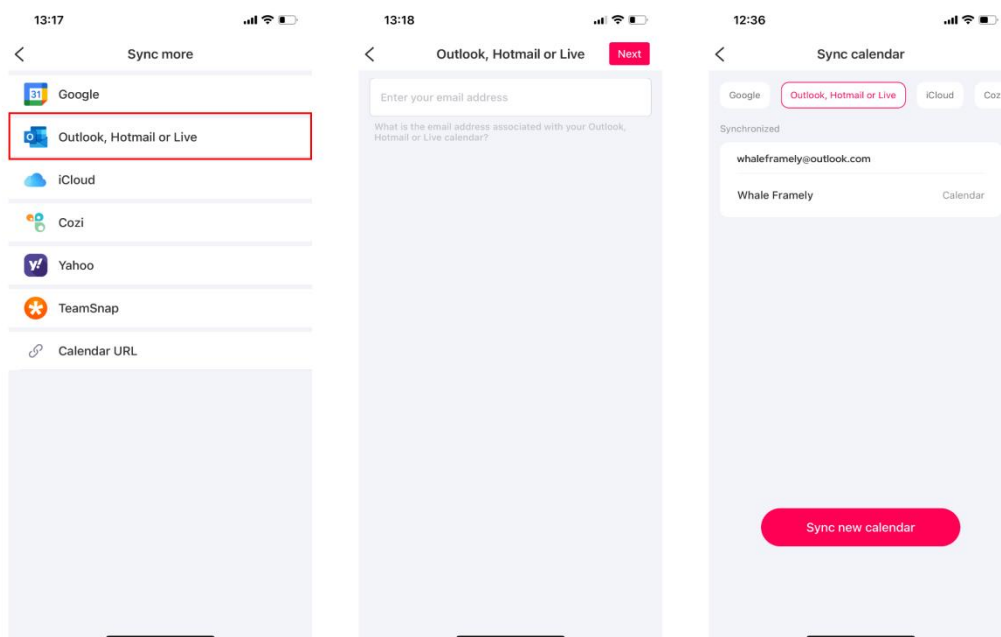 13:17
Sync more
31
Google
Outlook, Hotmail or Live
iCloud
Cozi
Yahoo
TeamSnap
Calendar URL
13:18
Outlook, Hotmail or Live
Next
Enter your email address
What is the email address associated with your Outlook,
Hotmail or Live calendar?
12:36
Sync calendar
Google
Outlook, Hotmail or Live
iCloud
Coz
Synchronized
whaleframely@outlook.com
Whale Framely
Calendar
Sync new calendar